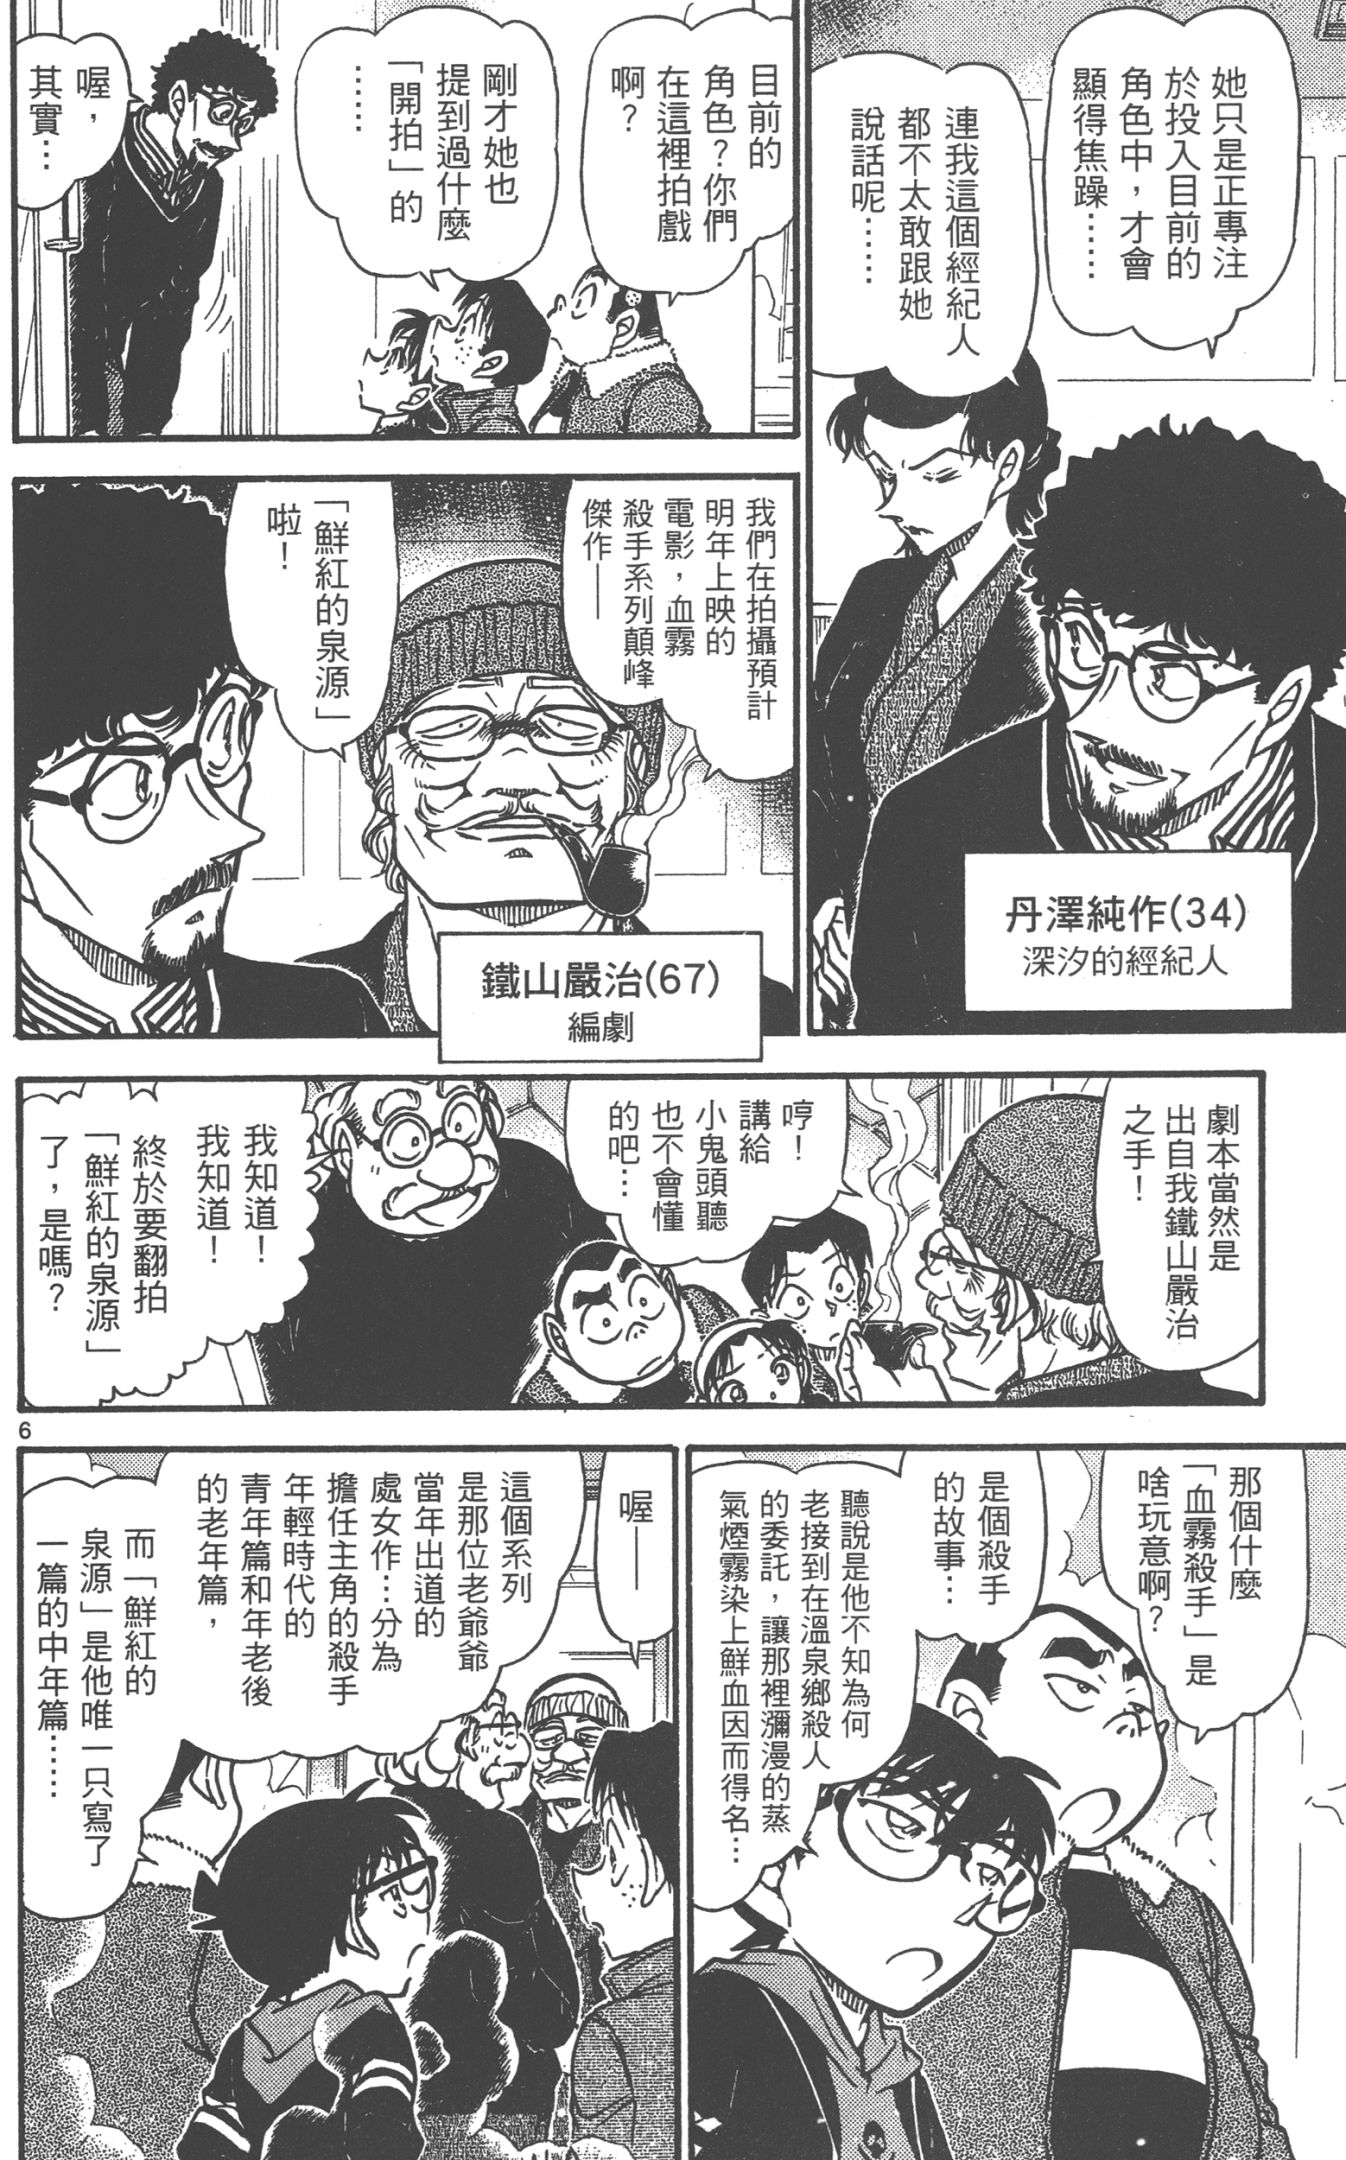 她只是正專注
於投入目前的
角色中，才會
顯得焦躁……
連我這個經紀人
都不太敢跟她
說話呢……
丹澤純作(34)
深汐的經紀人
目前的
角色？你們
在這裡拍戲
啊？
剛才她也
提到過什麼
「開拍」的
……
喔，
其實…
我們在拍攝預計
明年上映的
電影，血霧
殺手系列顛峰
傑作——
「鮮紅的泉源」
啦！
鐵山嚴治(67)
編劇
劇本當然是
出自我鐵山嚴治
之手！
哼！
講給
小鬼頭聽
也不會懂
的吧…
我知道！
我知道！
終於要翻拍
「鮮紅的泉源」
了，是嗎？
6
那個什麼
「血霧殺手」是
啥玩意啊？
是個殺手
的故事…
聽說是他不知為何
老接到在溫泉鄉殺人
的委託，讓那裡瀰漫的蒸
氣煙霧染上鮮血因而得名…
喔——
這個系列
是那位老爺爺
當年出道的
處女作…分為
擔任主角的殺手
年輕時代的
青年篇和年老後
的老年篇，
而「鮮紅的
泉源」是他唯一只寫了
一篇的中年篇……